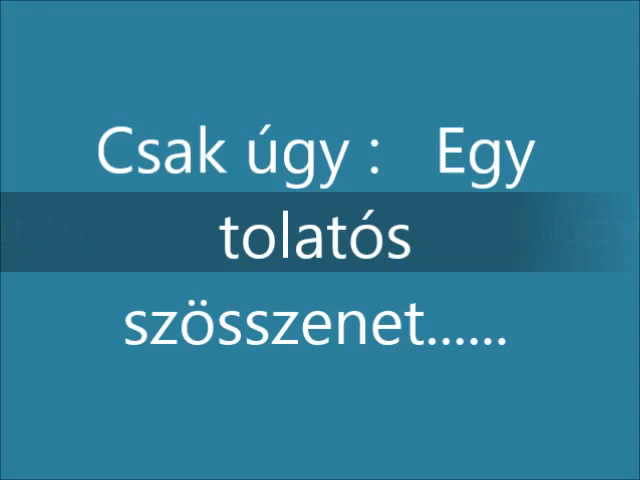 Csak úgy : Egy
tolatós
szösszenet......